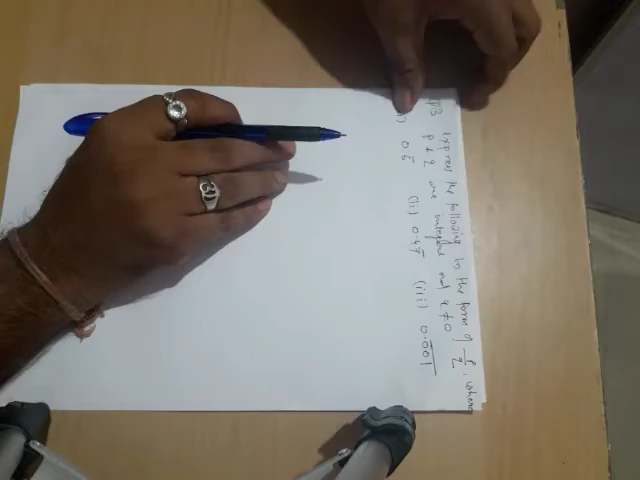 Q3 Express the following in the form of p/q, where
p & q are integers and q ≠ 0
(i) 0.6̅ (ii) 0.47̅ (iii) 0.0̅0̅1̅